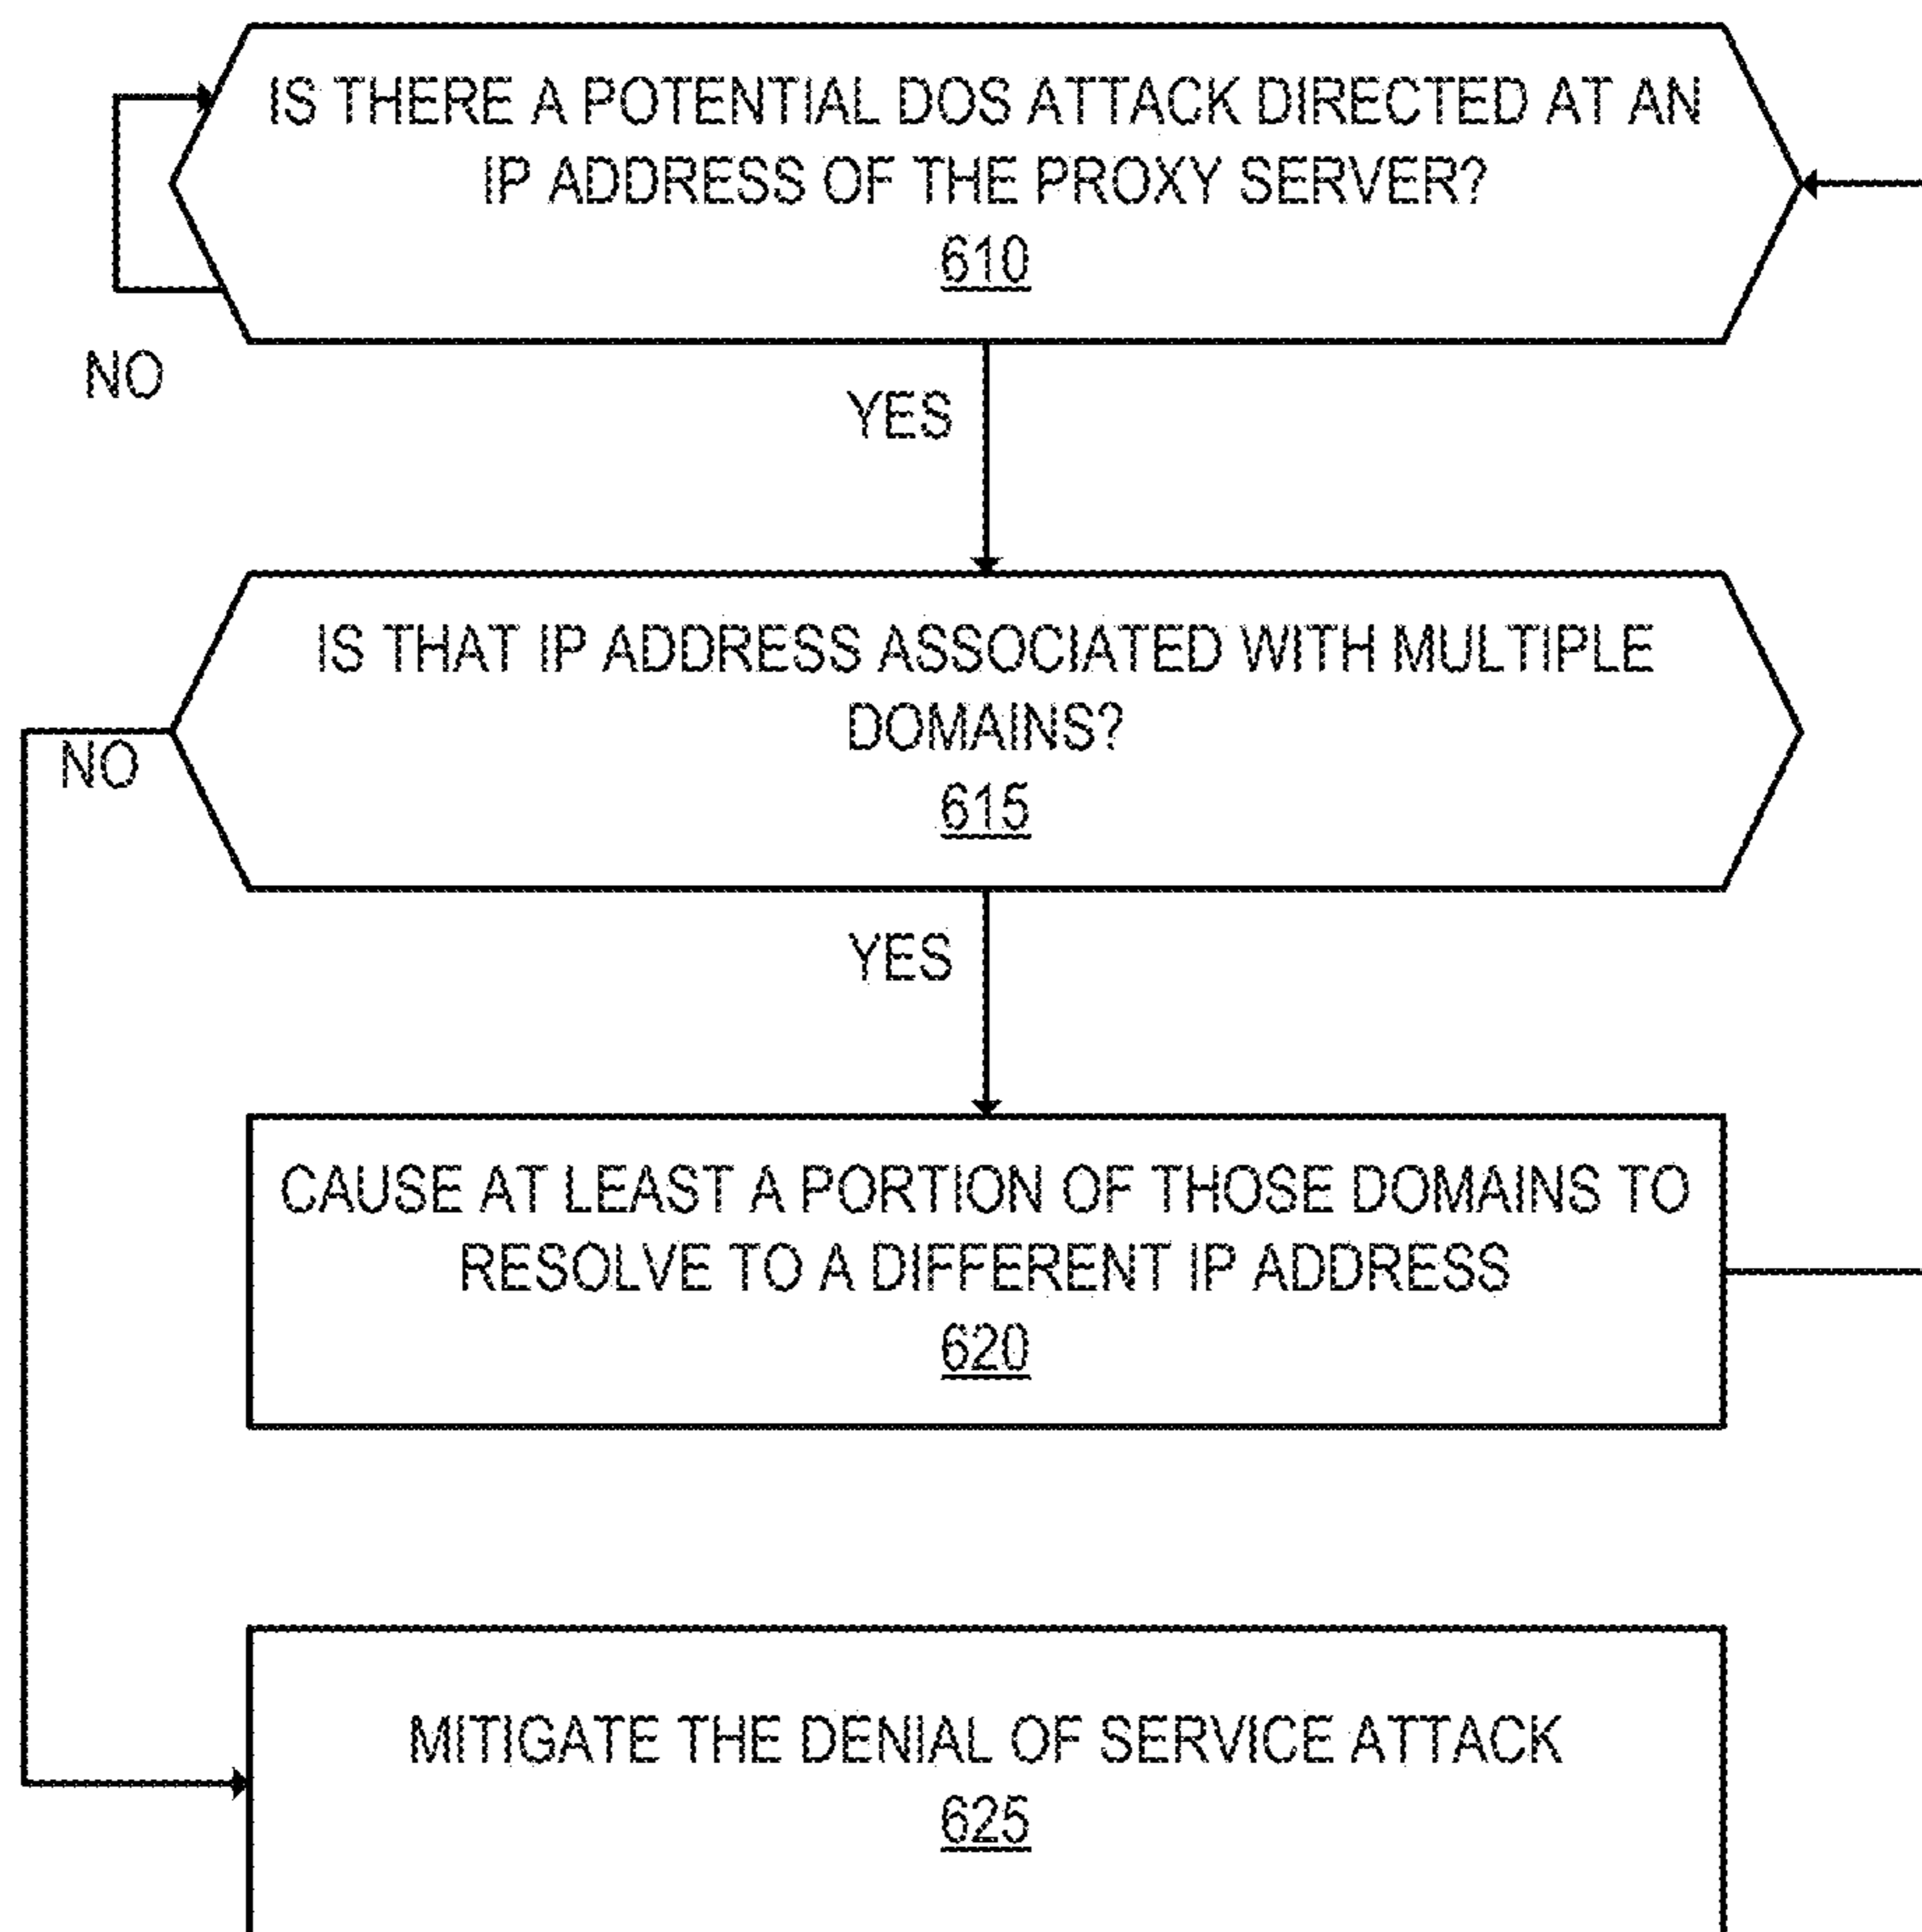 IS THERE A POTENTIAL DOS ATTACK DIRECTED AT AN
IP ADDRESS OF THE PROXY SERVER?
610
NO
YES
IS THAT IP ADDRESS ASSOCIATED WITH MULTIPLE
DOMAINS?
615
NO
YES
CAUSE AT LEAST A PORTION OF THOSE DOMAINS TO
RESOLVE TO A DIFFERENT IP ADDRESS
620
MITIGATE THE DENIAL OF SERVICE ATTACK
625